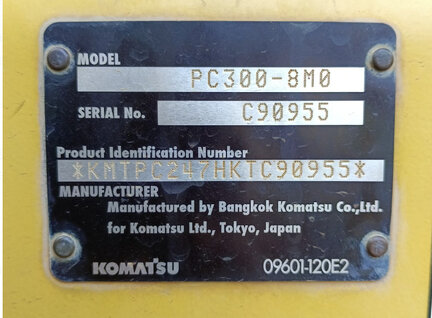 MODEL
PC300-8M0
SERIAL No. C90955
Product Identification Number
*KMTPC247HKTC90955*
MANUFACTURER
Manufactured by Bangkok Komatsu Co.,Ltd.
for Komatsu Ltd., Tokyo, Japan
KOMATSU 09601-120E2